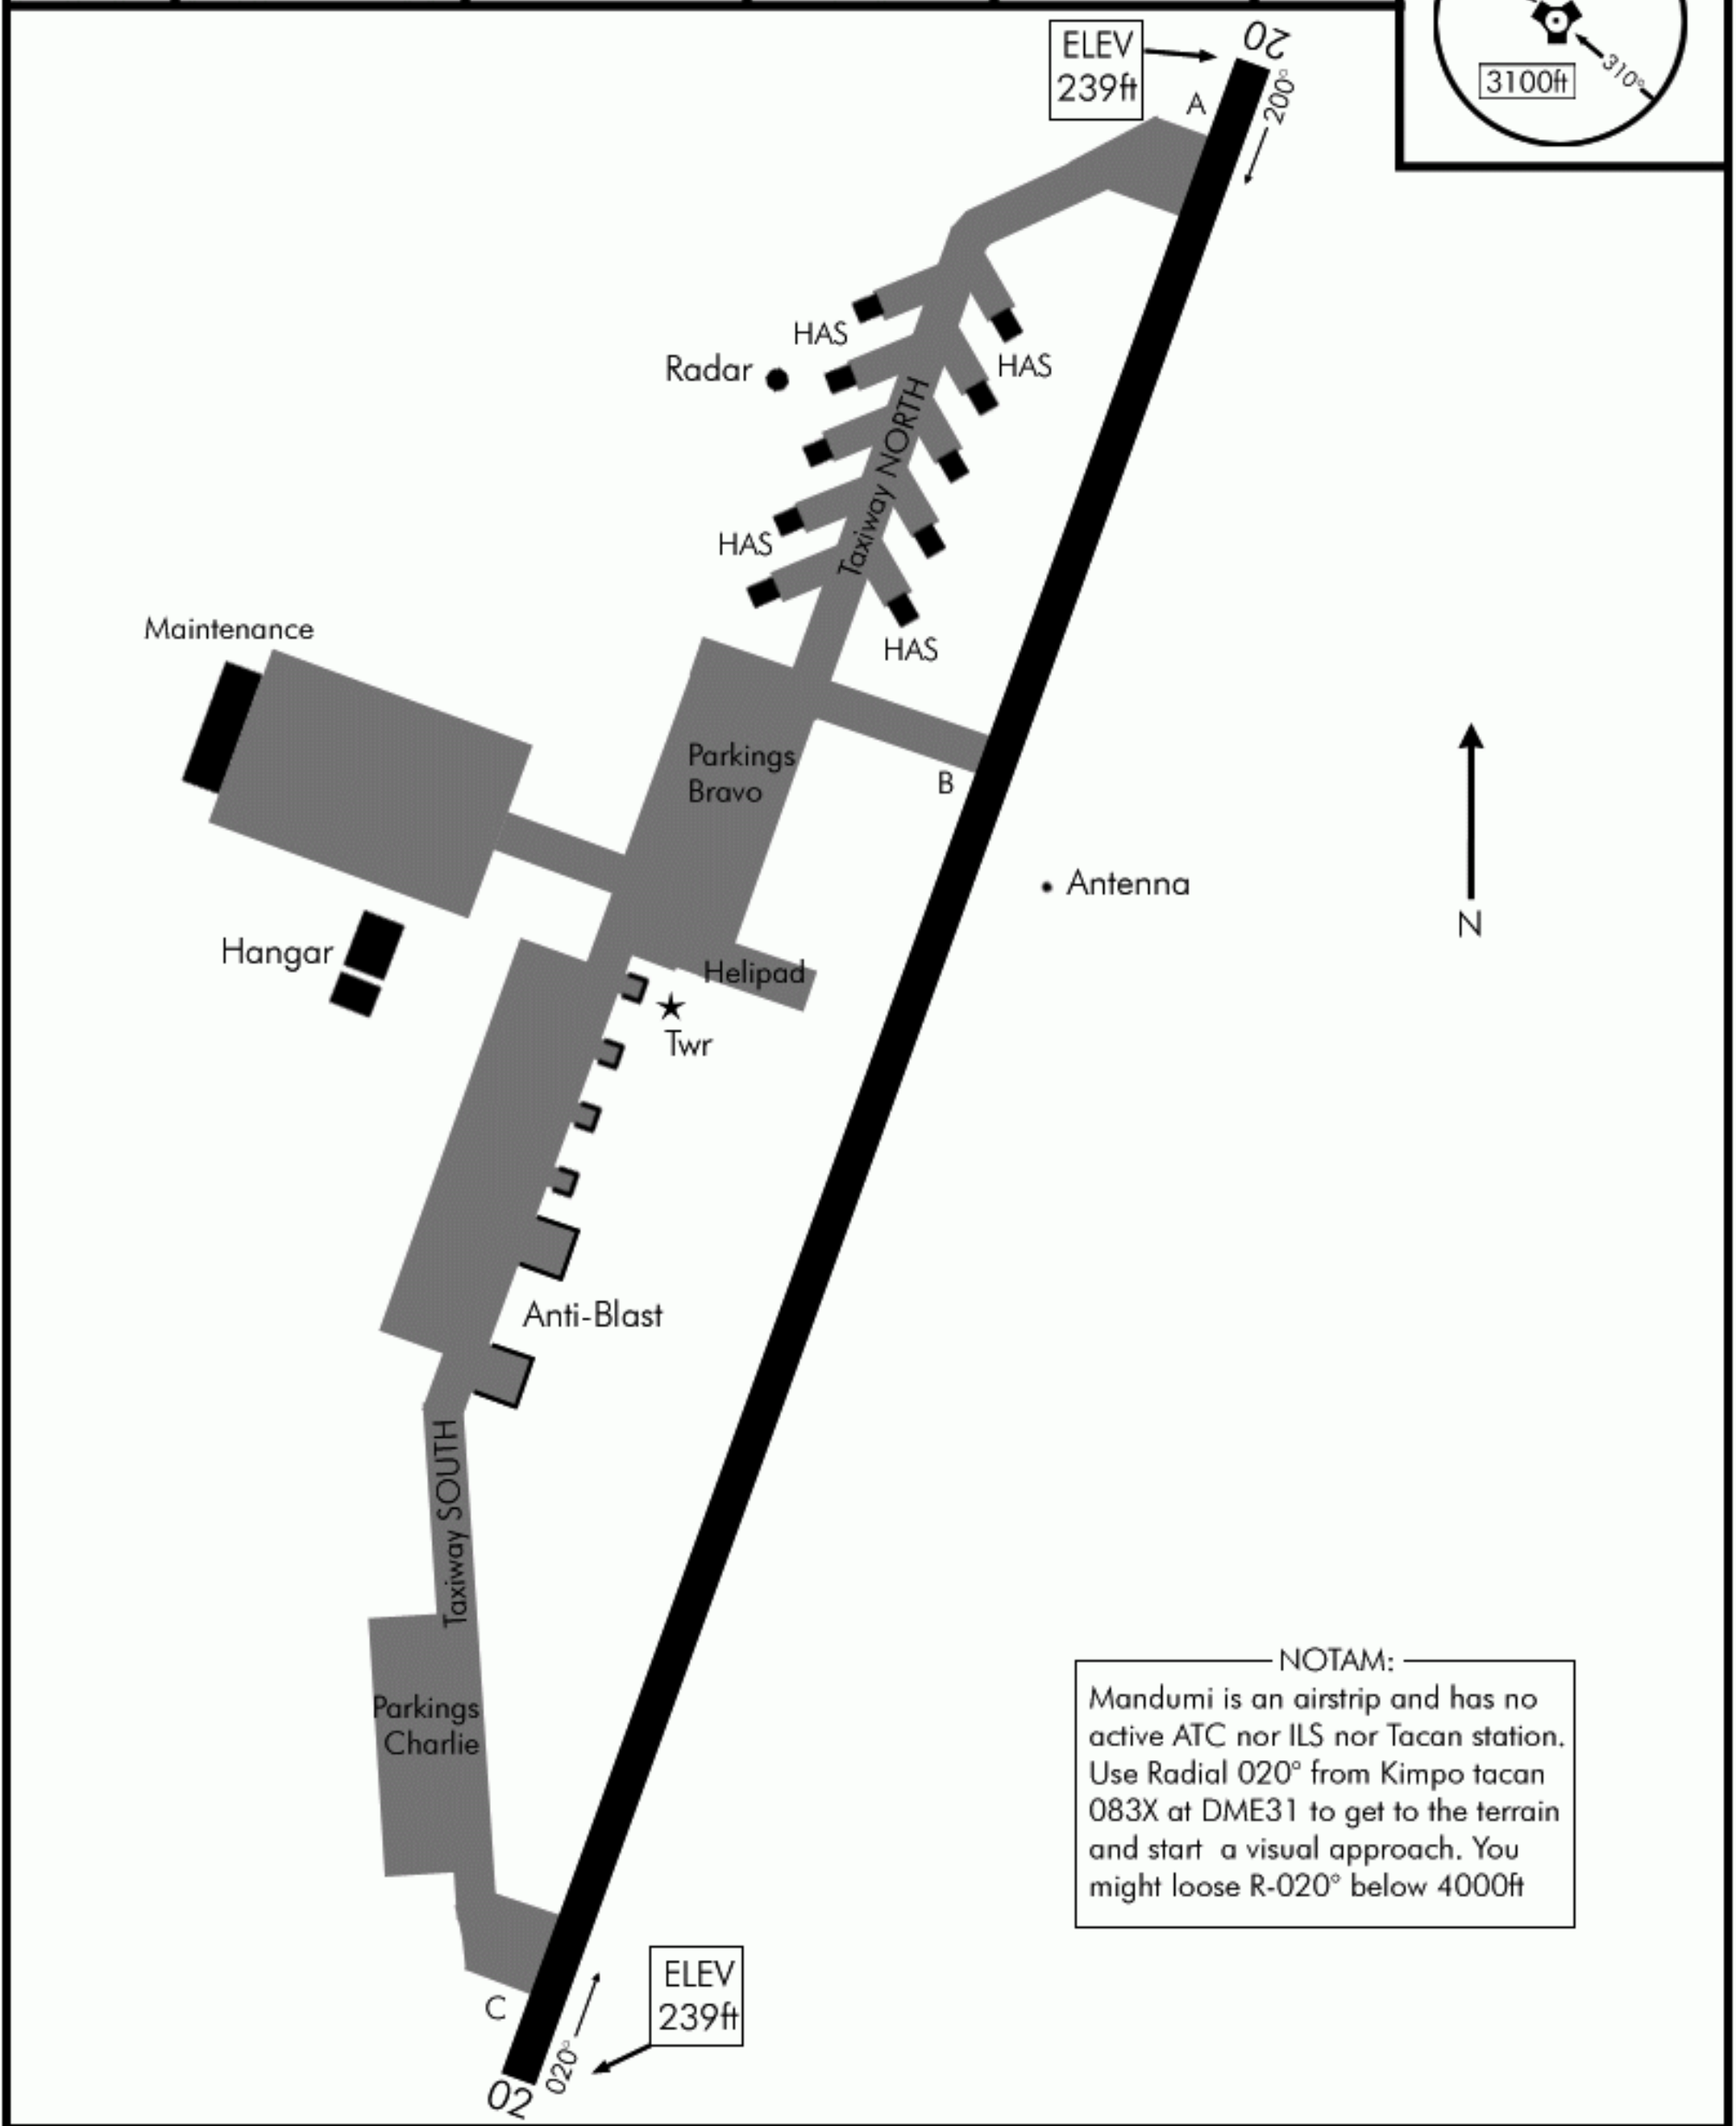 20
ELEV
239ft
200°
A
3100ft
310°
HAS
HAS
Radar
Taxiway NORTH
HAS
HAS
Maintenance
Parkings
Bravo
B
Antenna
N
Hangar
Helipad
Twr
Anti-Blast
Taxiway SOUTH
Parkings
Charlie
NOTAM:
Mandumi is an airstrip and has no
active ATC nor ILS nor Tacan station.
Use Radial 020° from Kimpo tacan
083X at DME31 to get to the terrain
and start a visual approach. You
might loose R-020° below 4000ft
ELEV
239ft
C
020°
02